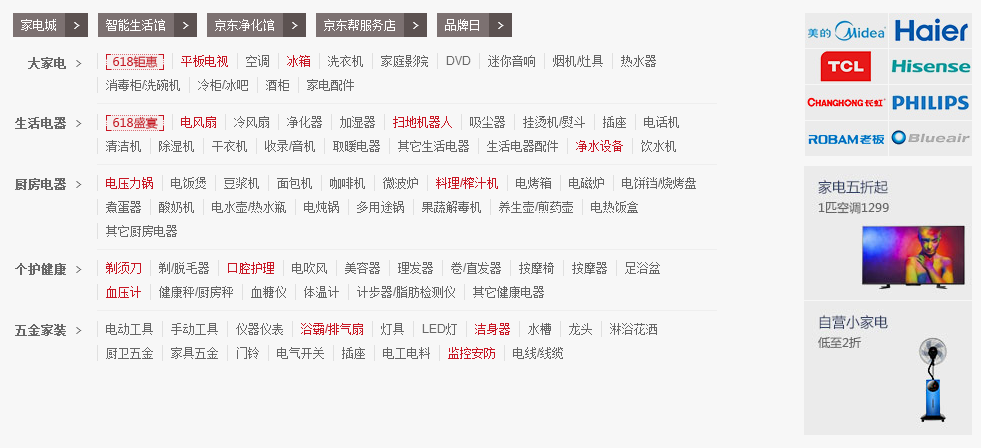 家电城 > 智能生活馆 > 京东净化馆 > 京东帮服务店 > 品牌日 >
大家电 > 618钜惠 平板电视 空调 冰箱 洗衣机 家庭影院 DVD 迷你音响 烟机/灶具 热水器
消毒柜/洗碗机 冷柜/冰吧 酒柜 家电配件
生活电器 > 618盛宴 电风扇 冷风扇 净化器 加湿器 扫地机器人 吸尘器 挂烫机/熨斗 插座 电话机
清洁机 除湿机 干衣机 收录/音机 取暖电器 其它生活电器 生活电器配件 净水设备 饮水机
厨房电器 > 电压力锅 电饭煲 豆浆机 面包机 咖啡机 微波炉 料理/榨汁机 电烤箱 电磁炉 电饼铛/烧烤盘
煮蛋器 酸奶机 电水壶/热水瓶 电炖锅 多用途锅 果蔬解毒机 养生壶/煎药壶 电热饭盒
其它厨房电器
个护健康 > 剃须刀 剃/脱毛器 口腔护理 电吹风 美容器 理发器 卷/直发器 按摩椅 按摩器 足浴盆
血压计 健康秤/厨房秤 血糖仪 体温计 计步器/脂肪检测仪 其它健康电器
五金家装 > 电动工具 手动工具 仪器仪表 浴霸/排气扇 灯具 LED灯 洁身器 水槽 龙头 淋浴花洒
厨卫五金 家具五金 门铃 电气开关 插座 电工电料 监控安防 电线/线缆
美的 Midea Haier
TCL Hisense
CHANGHONG 长虹 PHILIPS
ROBAM 老板 Blueair
家电五折起
1匹空调1299
自营小家电
低至2折